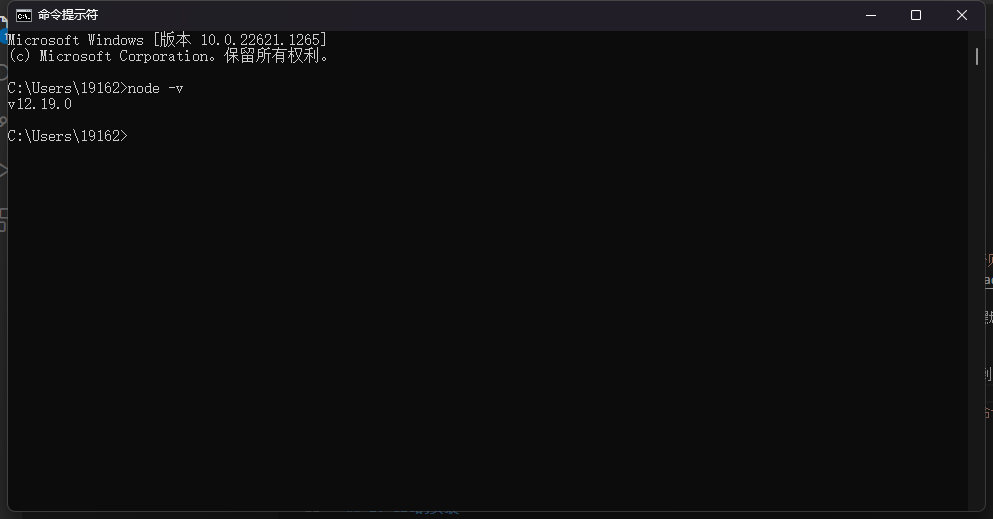 命令提示符
Microsoft Windows [版本 10.0.22621.1265]
(c) Microsoft Corporation。保留所有权利。
C:\Users\19162>node -v
v12.19.0
C:\Users\19162>